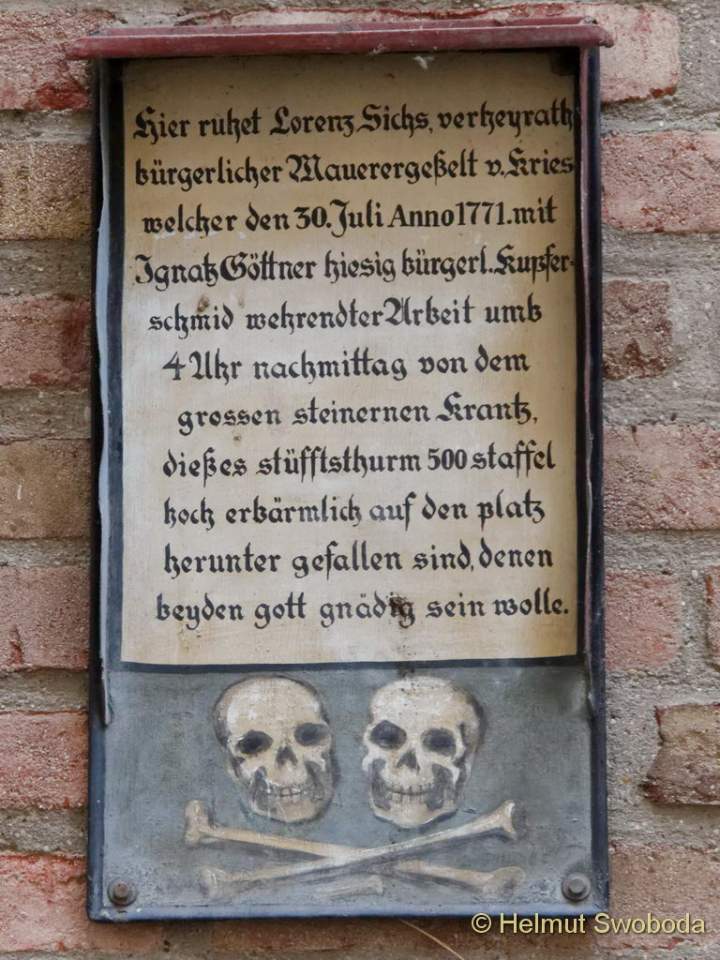 Hier ruhet Lorenz Sichs, verheyrath
bürgerlicher Mauerergeßelt v. Kries
welcher den 30. Juli Anno 1771. mit
Ignatz Göttner hiesig bürgerl. Kupfer-
schmid wehrendter Arbeit umb
4 Uhr nachmittag von dem
grossen steinernen Krantz,
dießes stüfftsthurm 500 staffel
hoch erbärmlich auf den platz
herunter gefallen sind, denen
beyden gott gnädig sein wolle.
© Helmut Swoboda